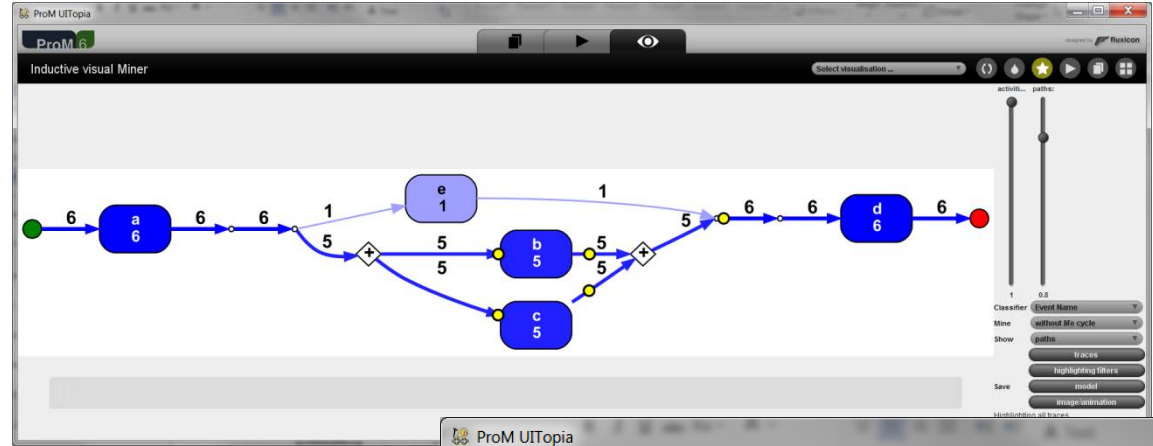 ProM UITopia
ProM 6
designed by fluxicon
Inductive visual Miner
Select visualisation ...
activiti... paths:
6 a 6 6 6 1 e 1 1
5 5 b 5 5 5 6 6 d 6 6
5 c 5 5
1 0.8
Classifier Event Name
Mine without life cycle
Show paths
traces
highlighting filters
Save model
image/animation
Highlighting all traces
ProM UITopia